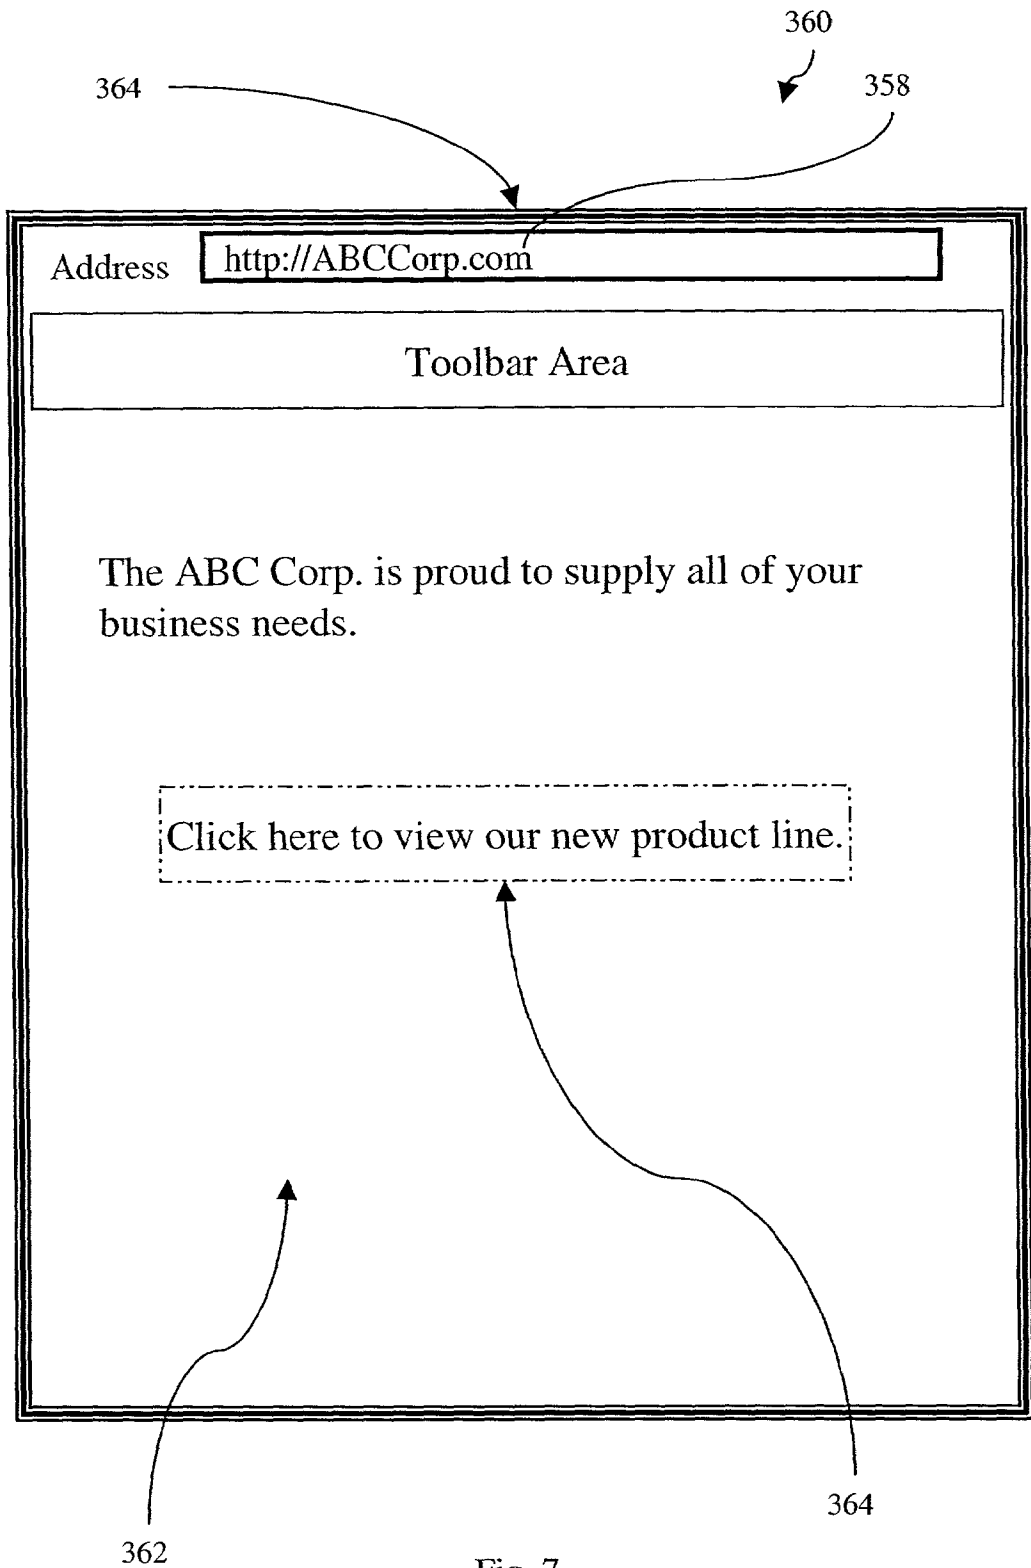 360
364
358
Address http://ABCCorp.com
Toolbar Area
The ABC Corp. is proud to supply all of your
business needs.
Click here to view our new product line.
364
362
Fig. 7